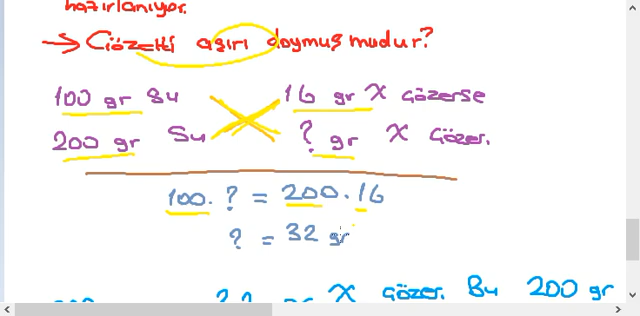 hazırlanıyor.
→ Çözelti aşırı doymuş mudur?
100 gr su 16 gr X çözerse
200 gr su ? gr X çözer.
100 . ? = 200 . 16
? = 32 gr
X çözer. Bu 200 gr